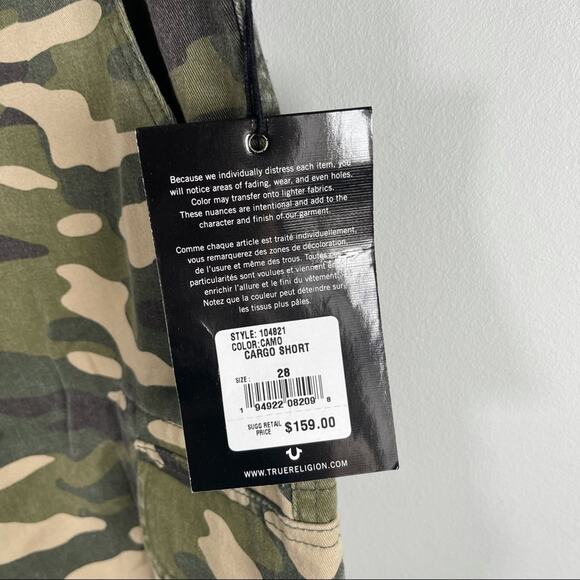 Because we individually distress each item, you
will notice areas of fading, wear, and even holes.
Color may transfer onto lighter fabrics.
These nuances are intentional and add to the
character and finish of our garment.
Comme chaque article est traité individuellement,
vous remarquerez des zones de décoloration,
de l'usure et même des trous. Toutes
particularités sont voulues et viennent
enrichir l'allure et le fini du vêtement.
Notez que la couleur peut déteindre sur
les tissus plus pâles.
STYLE: 104821
COLOR:CAMO
CARGO SHORT
SIZE: 28
1 94922 08209 8
SUGG RETAIL
PRICE $159.00
WWW.TRUERELIGION.COM